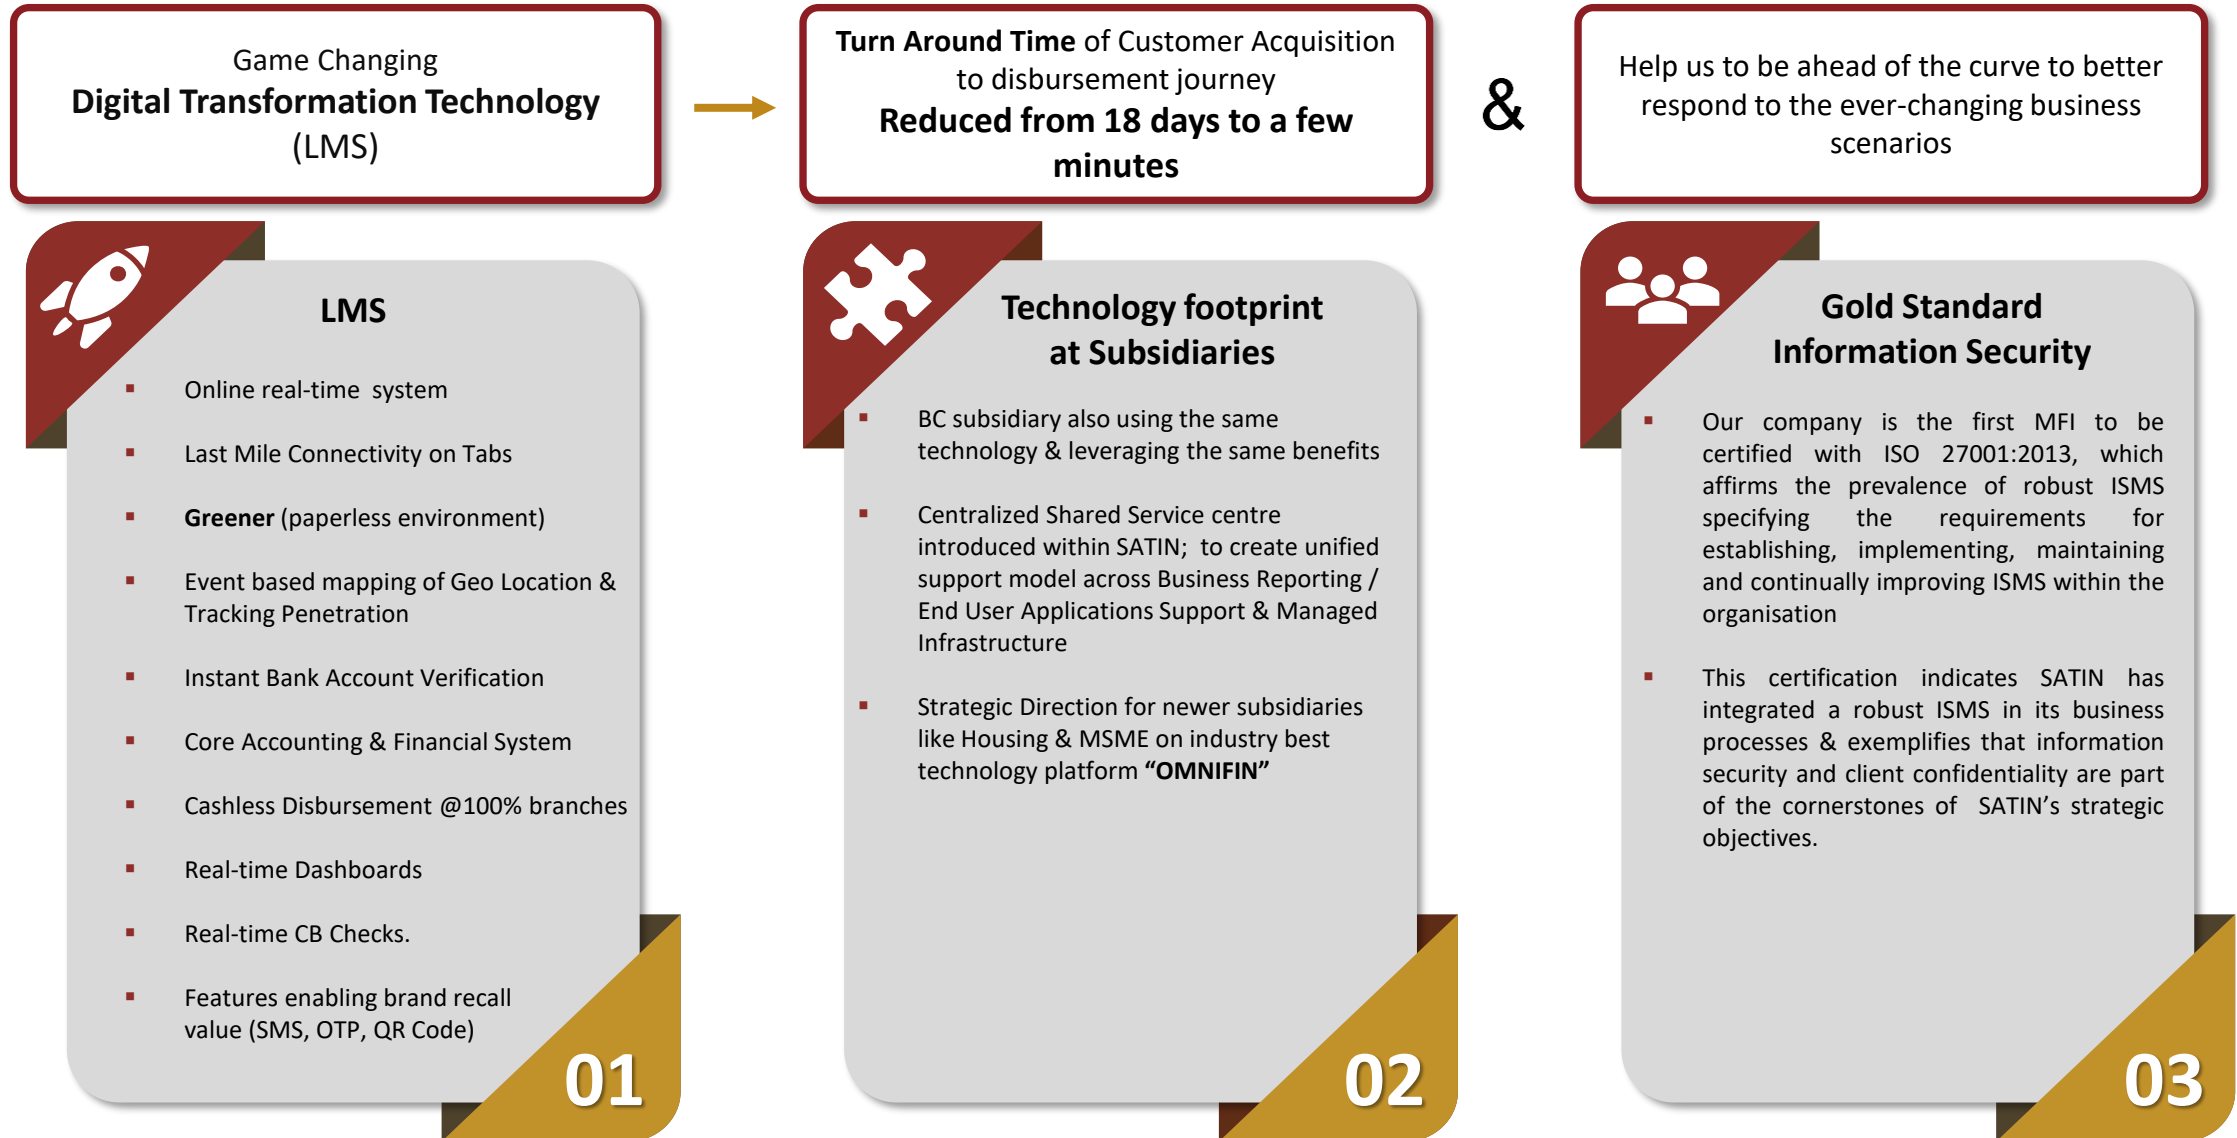 Game Changing
Digital Transformation Technology
(LMS)
Turn Around Time of Customer Acquisition
to disbursement journey
Reduced from 18 days to a few
minutes
&
Help us to be ahead of the curve to better
respond to the ever-changing business
scenarios
LMS
Online real-time system
Last Mile Connectivity on Tabs
Greener (paperless environment)
Event based mapping of Geo Location &
Tracking Penetration
Instant Bank Account Verification
Core Accounting & Financial System
Cashless Disbursement @100% branches
Real-time Dashboards
Real-time CB Checks.
Features enabling brand recall
value (SMS, OTP, QR Code)
01
Technology footprint
at Subsidiaries
BC subsidiary also using the same
technology & leveraging the same benefits
Centralized Shared Service centre
introduced within SATIN; to create unified
support model across Business Reporting /
End User Applications Support & Managed
Infrastructure
Strategic Direction for newer subsidiaries
like Housing & MSME on industry best
technology platform “OMNIFIN”
02
Gold Standard
Information Security
Our company is the first MFI to be
certified with ISO 27001:2013, which
affirms the prevalence of robust ISMS
specifying the requirements for
establishing, implementing, maintaining
and continually improving ISMS within the
organisation
This certification indicates SATIN has
integrated a robust ISMS in its business
processes & exemplifies that information
security and client confidentiality are part
of the cornerstones of SATIN’s strategic
objectives.
03